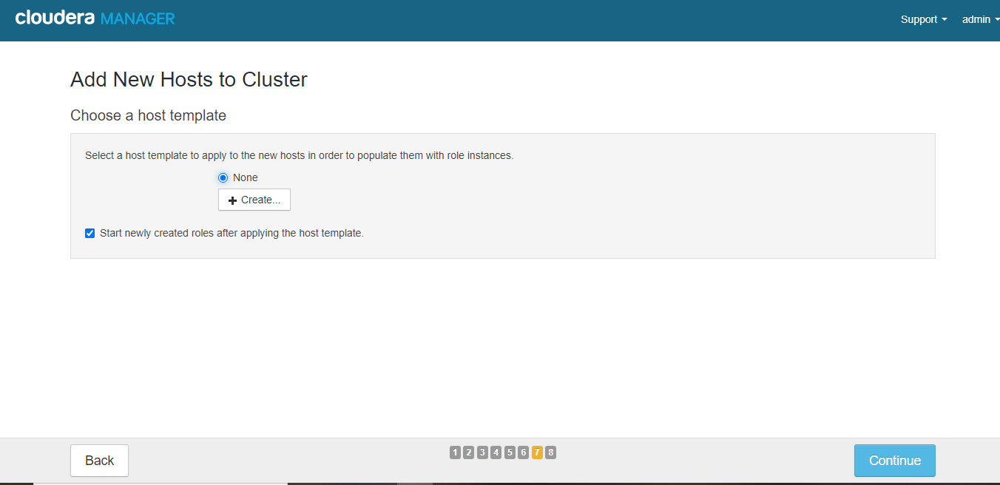 cloudera MANAGER
Support admin
Add New Hosts to Cluster
Choose a host template
Select a host template to apply to the new hosts in order to populate them with role instances.
None
Create...
Start newly created roles after applying the host template.
Back 1 2 3 4 5 6 7 8 Continue